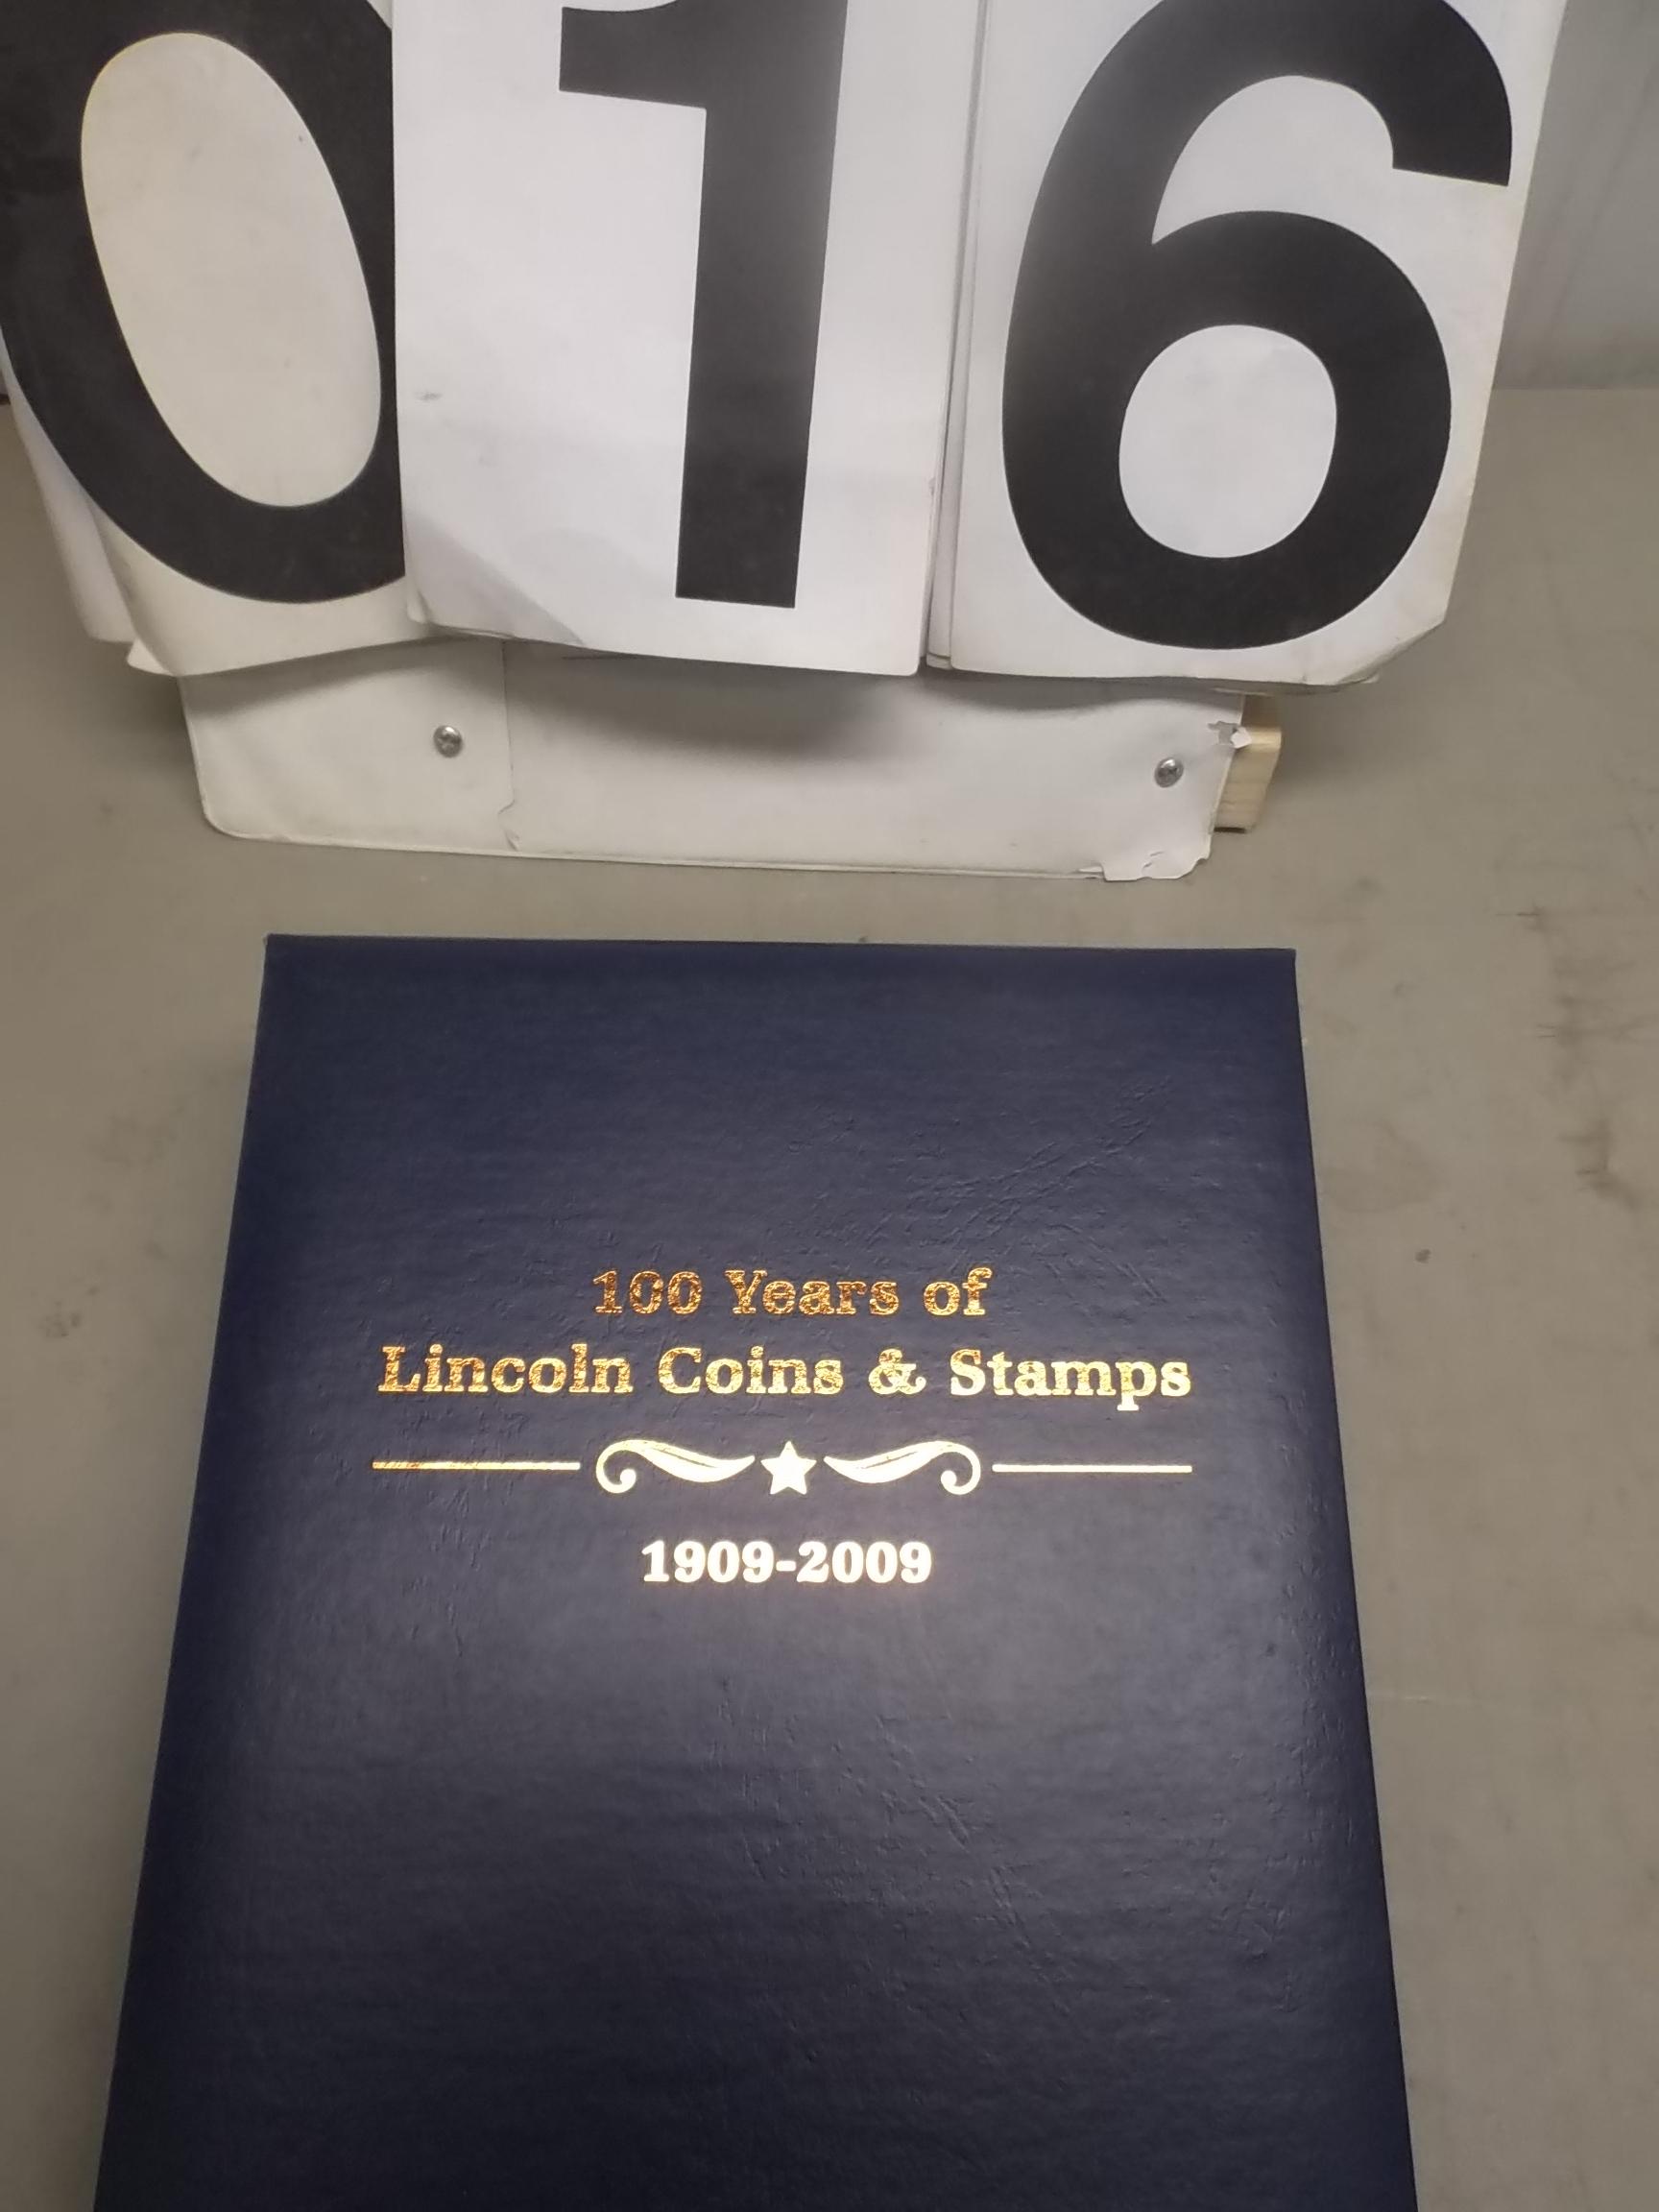 016
100 Years of
Lincoln Coins & Stamps
1909-2009